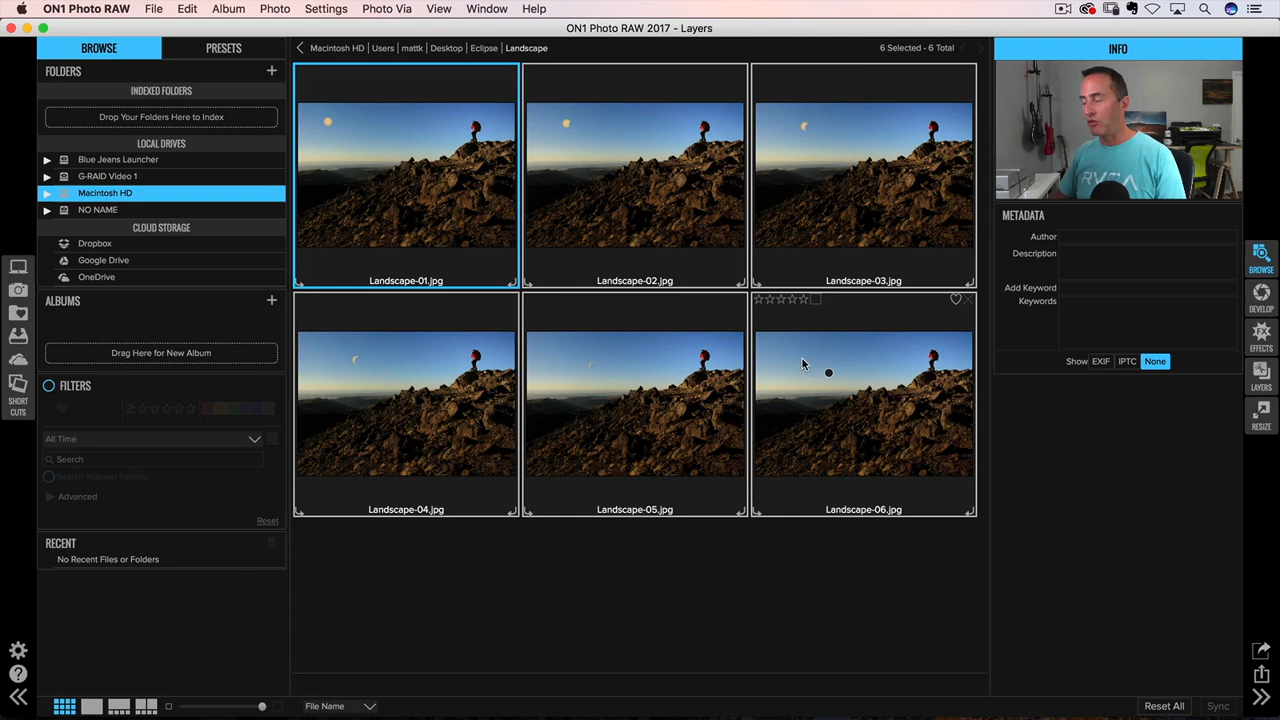 ON1 Photo RAW File Edit Album Photo Settings Photo Via View Window Help
ON1 Photo RAW 2017 - Layers
BROWSE PRESETS
FOLDERS +
INDEXED FOLDERS
Drop Your Folders Here to Index
LOCAL DRIVES
Blue Jeans Launcher
G-RAID Video 1
Macintosh HD
NO NAME
CLOUD STORAGE
Dropbox
Google Drive
OneDrive
ALBUMS +
Drag Here for New Album
FILTERS
All Time
Search
Search Indexed Folders
Advanced
Reset
RECENT
No Recent Files or Folders
SHORT
CUTS
Macintosh HD | Users | mattk | Desktop | Eclipse | Landscape
6 Selected - 6 Total
Landscape-01.jpg
Landscape-02.jpg
Landscape-03.jpg
Landscape-04.jpg
Landscape-05.jpg
Landscape-06.jpg
File Name
INFO
RVCA
METADATA
Author
Description
Add Keyword
Keywords
Show EXIF IPTC None
BROWSE
DEVELOP
EFFECTS
LAYERS
RESIZE
Reset All Sync